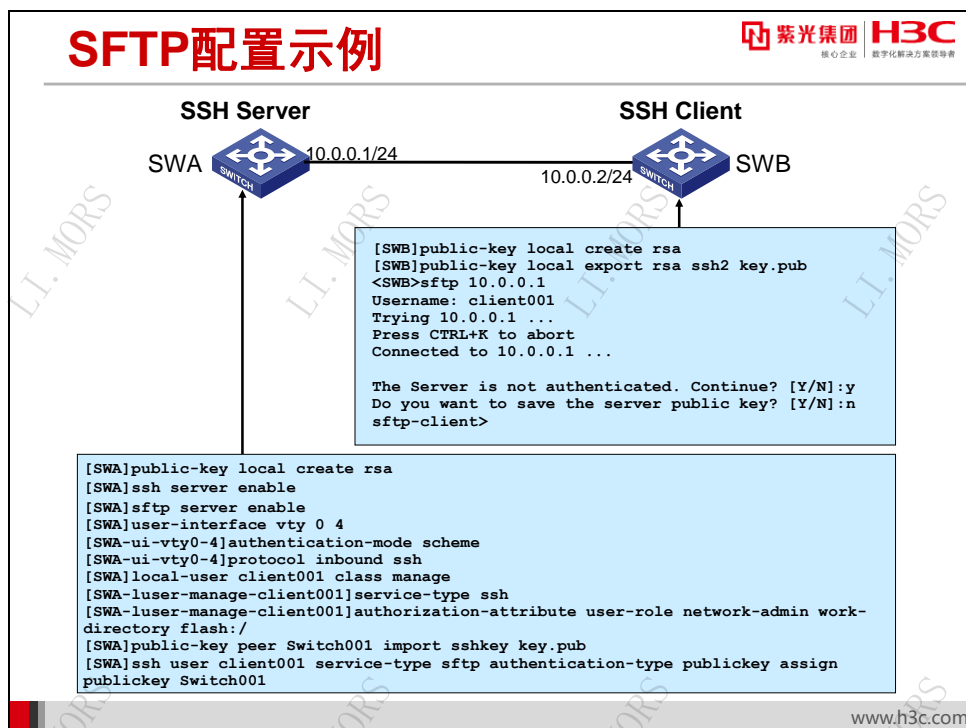 SFTP配置示例
紫光集团
核心企业
H3C
数字化解决方案领导者
SSH Server
SSH Client
SWA
SWITCH
10.0.0.1/24
10.0.0.2/24
SWITCH
SWB
[SWB]public-key local create rsa
[SWB]public-key local export rsa ssh2 key.pub
<SWB>sftp 10.0.0.1
Username: client001
Trying 10.0.0.1 ...
Press CTRL+K to abort
Connected to 10.0.0.1 ...
The Server is not authenticated. Continue? [Y/N]:y
Do you want to save the server public key? [Y/N]:n
sftp-client>
[SWA]public-key local create rsa
[SWA]ssh server enable
[SWA]sftp server enable
[SWA]user-interface vty 0 4
[SWA-ui-vty0-4]authentication-mode scheme
[SWA-ui-vty0-4]protocol inbound ssh
[SWA]local-user client001 class manage
[SWA-luser-manage-client001]service-type ssh
[SWA-luser-manage-client001]authorization-attribute user-role network-admin work-
directory flash:/
[SWA]public-key peer Switch001 import sshkey key.pub
[SWA]ssh user client001 service-type sftp authentication-type publickey assign
publickey Switch001
LI. MORS
LI. MORS
LI. MORS
LI. MORS
www.h3c.com